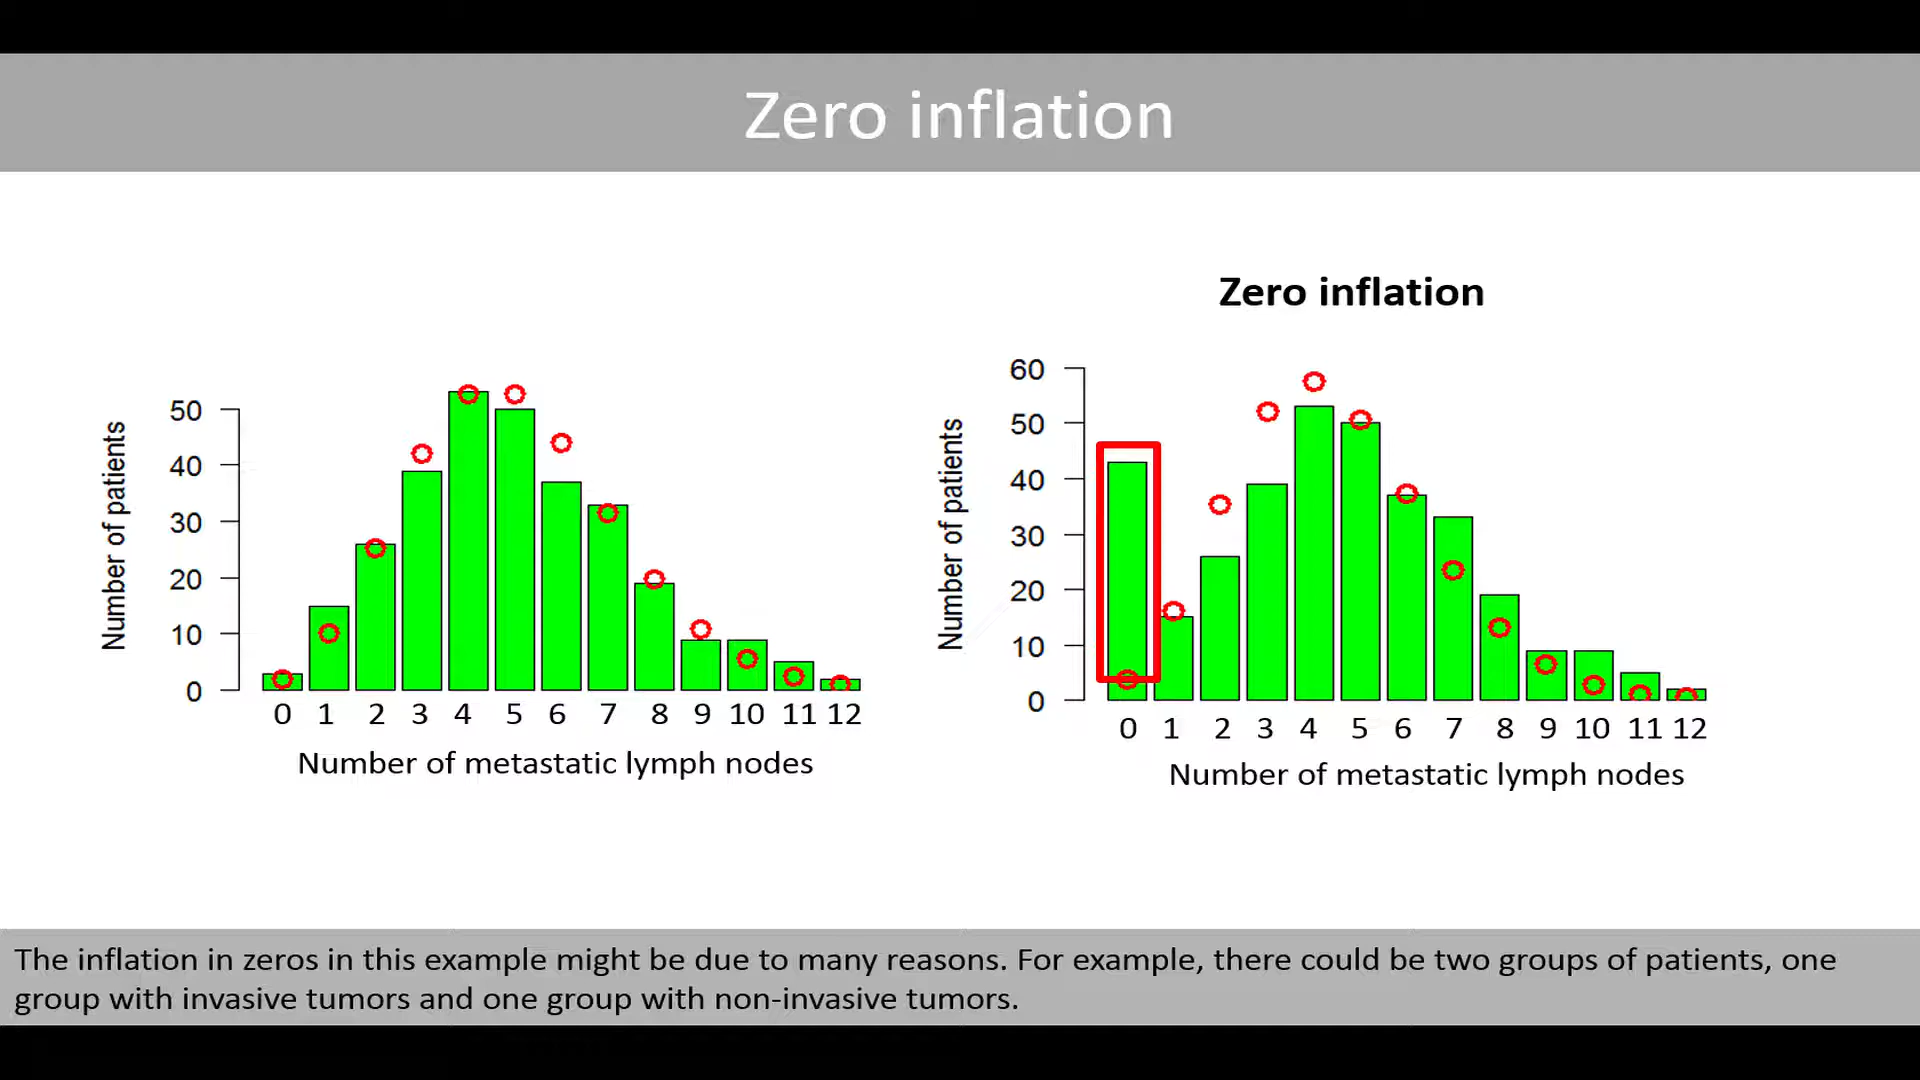 Zero inflation
Number of patients
50
40
30
20
10
0
0 1 2 3 4 5 6 7 8 9 10 11 12
Number of metastatic lymph nodes
Zero inflation
Number of patients
60
50
40
30
20
10
0
0 1 2 3 4 5 6 7 8 9 10 11 12
Number of metastatic lymph nodes
The inflation in zeros in this example might be due to many reasons. For example, there could be two groups of patients, one
group with invasive tumors and one group with non-invasive tumors.